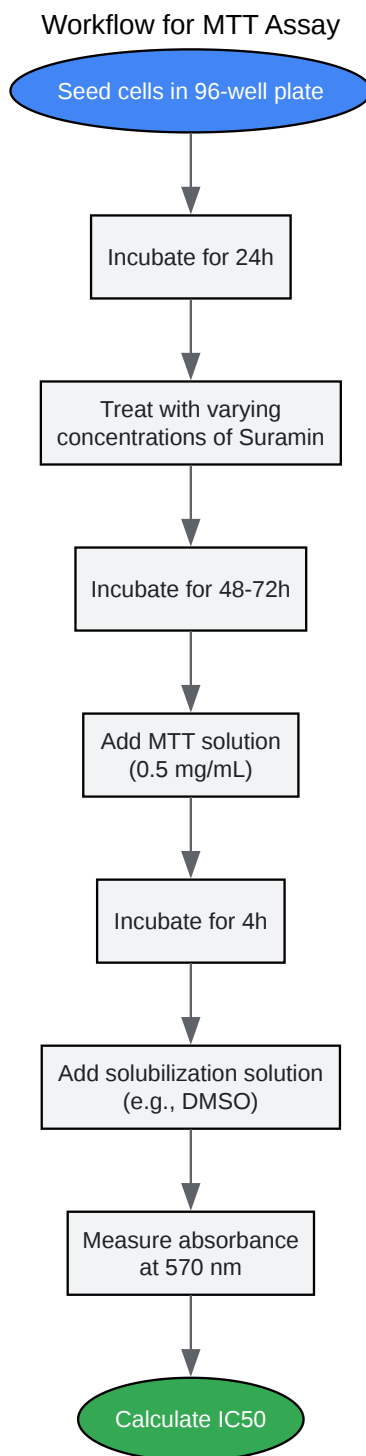 Workflow for MTT Assay
Seed cells in 96-well plate
Incubate for 24h
Treat with varying
concentrations of Suramin
Incubate for 48-72h
Add MTT solution
(0.5 mg/mL)
Incubate for 4h
Add solubilization solution
(e.g., DMSO)
Measure absorbance
at 570 nm
Calculate IC50